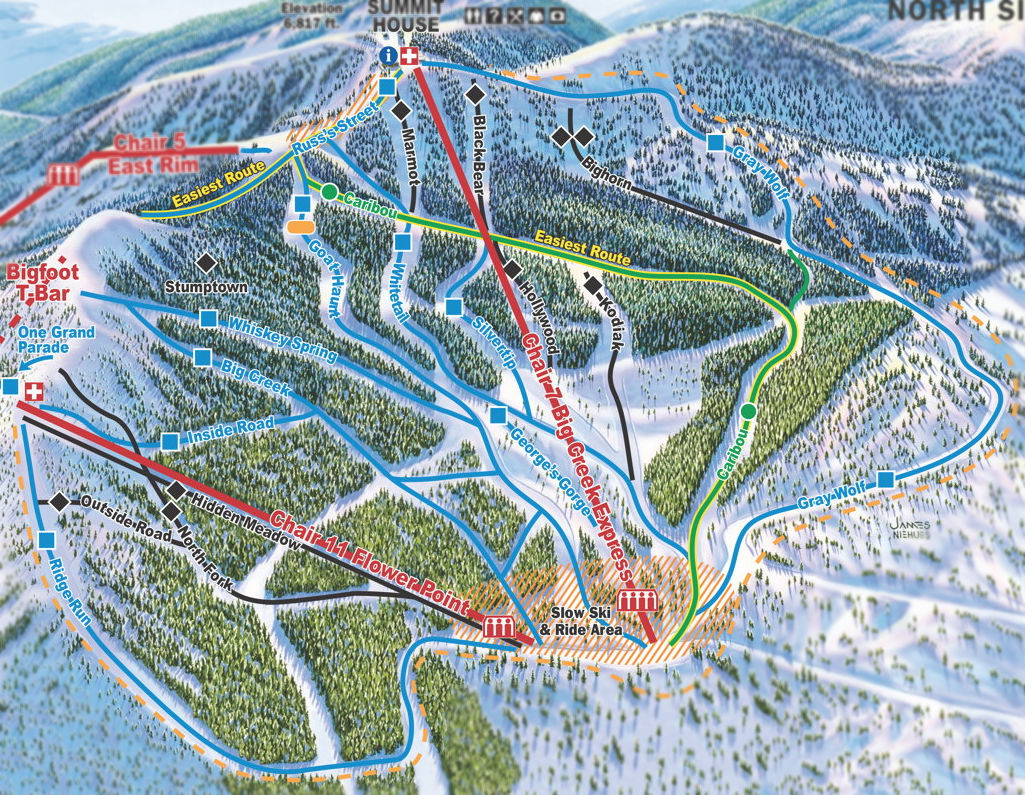 Elevation
6,817 ft.
SUMMIT
HOUSE
NORTH SI
Russ's Street
Chair 5
East Rim
Easiest Route
Marmot
Black Bear
Bighorn
Gray Wolf
Caribou
Easiest Route
Stumptown
Goat Haunt
Whitetail
Silvertip
Hollywood
Kodiak
Bigfoot
T-Bar
One Grand
Parade
Whiskey Spring
Big Creek
Inside Road
George's Gorge
Chair 7 Big Creek Express
Caribou
Gray Wolf
JAMES
NIEHUES
Outside Road
Hidden Meadow
North Fork
Chair 11 Flower Point
Ridge Run
Slow Ski
& Ride Area